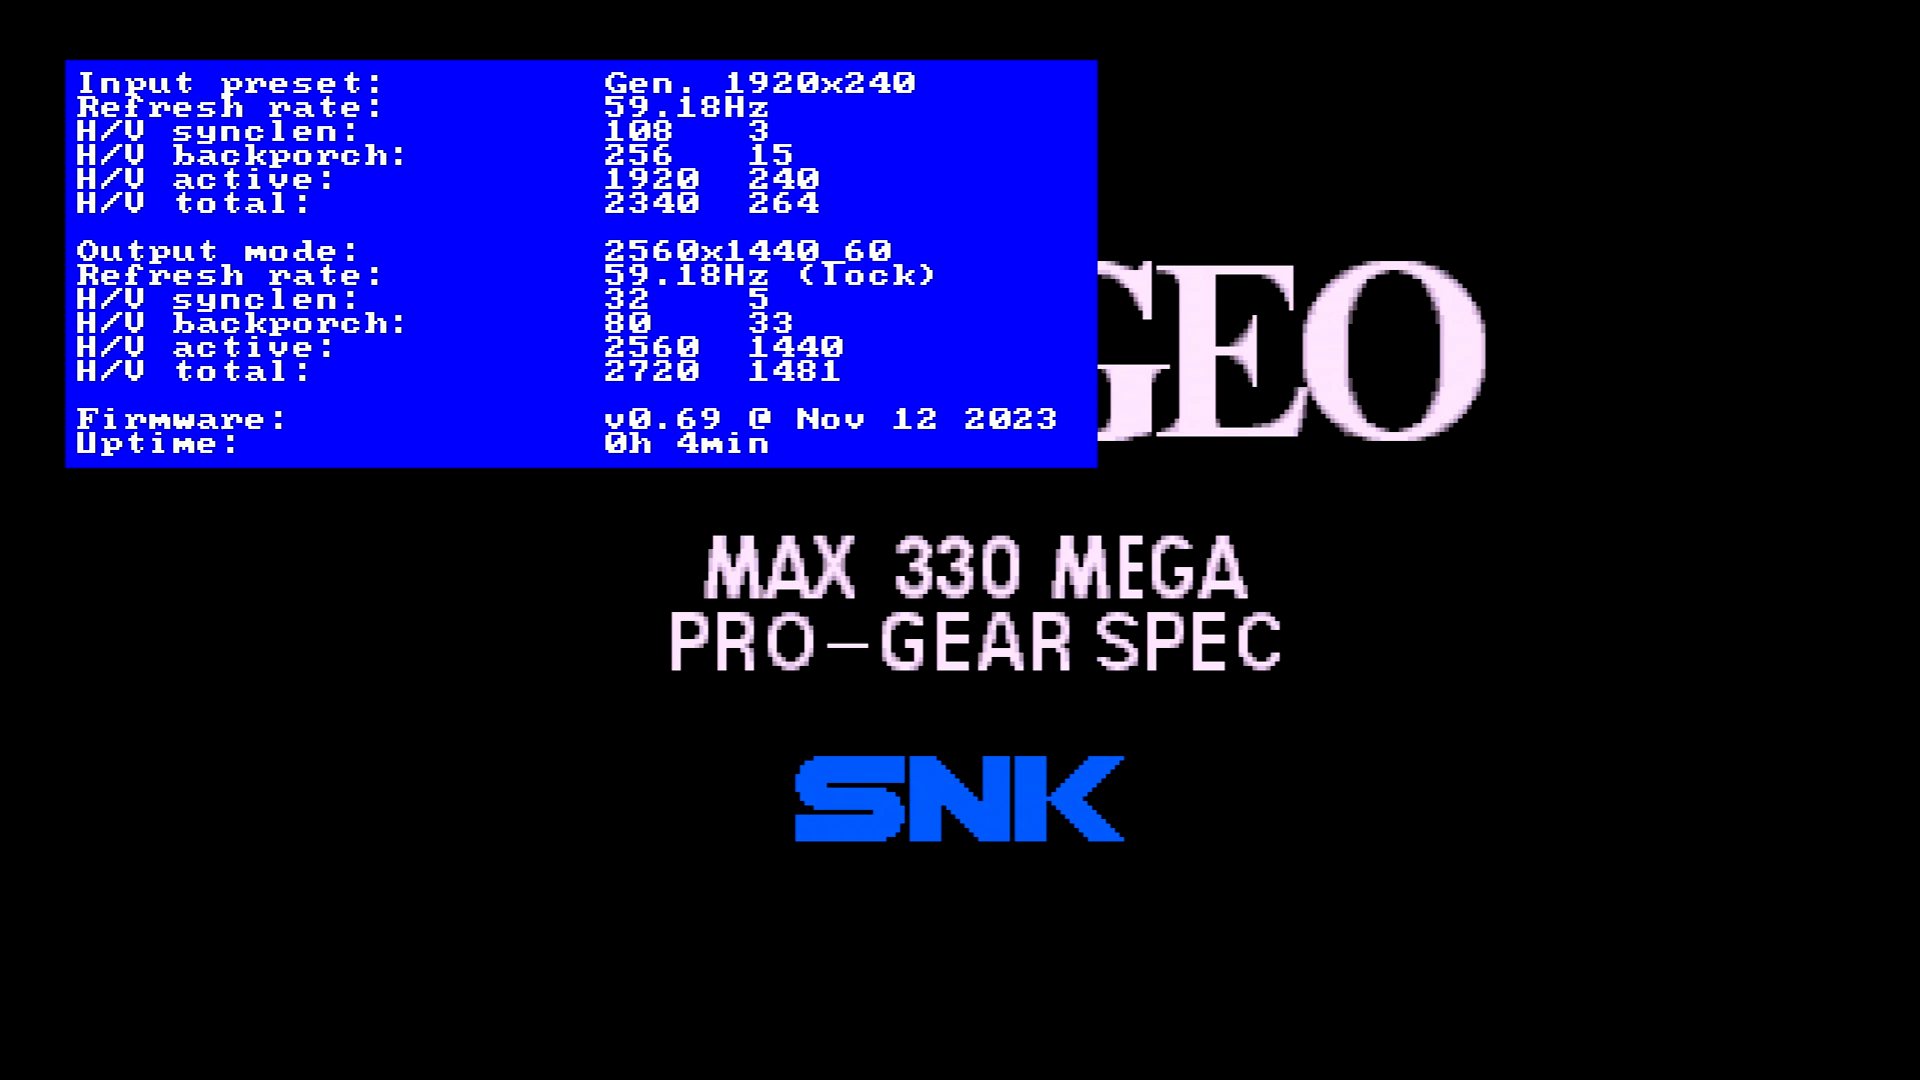 Input preset: Gen. 1920x240
Refresh rate: 59.18Hz
H/V synclen: 108 3
H/V backporch: 256 15
H/V active: 1920 240
H/V total: 2340 264
Output mode: 2560x1440_60
Refresh rate: 59.18Hz (lock)
H/V synclen: 32 5
H/V backporch: 80 33
H/V active: 2560 1440
H/V total: 2720 1481
Firmware: v0.69 @ Nov 12 2023
Uptime: 0h 4min
GEO
MAX 330 MEGA
PRO-GEAR SPEC
SNK